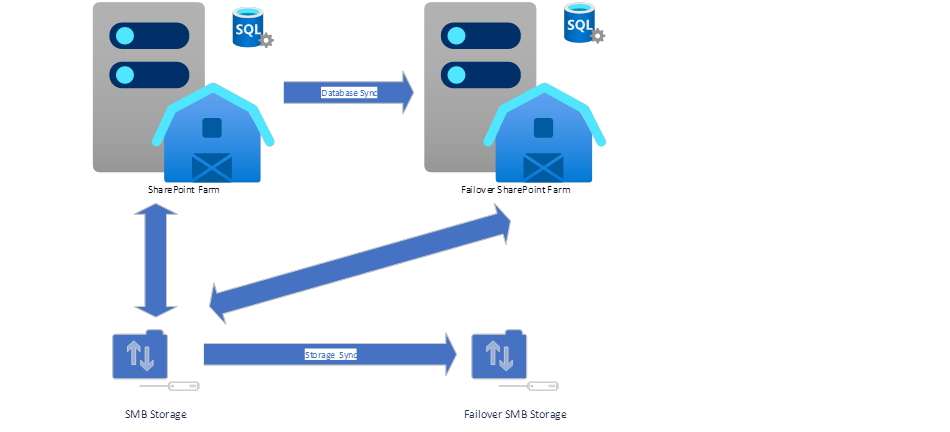 SQL
SQL
Database Sync
SharePoint Farm
Failover SharePoint Farm
Storage Sync
SMB Storage
Failover SMB Storage